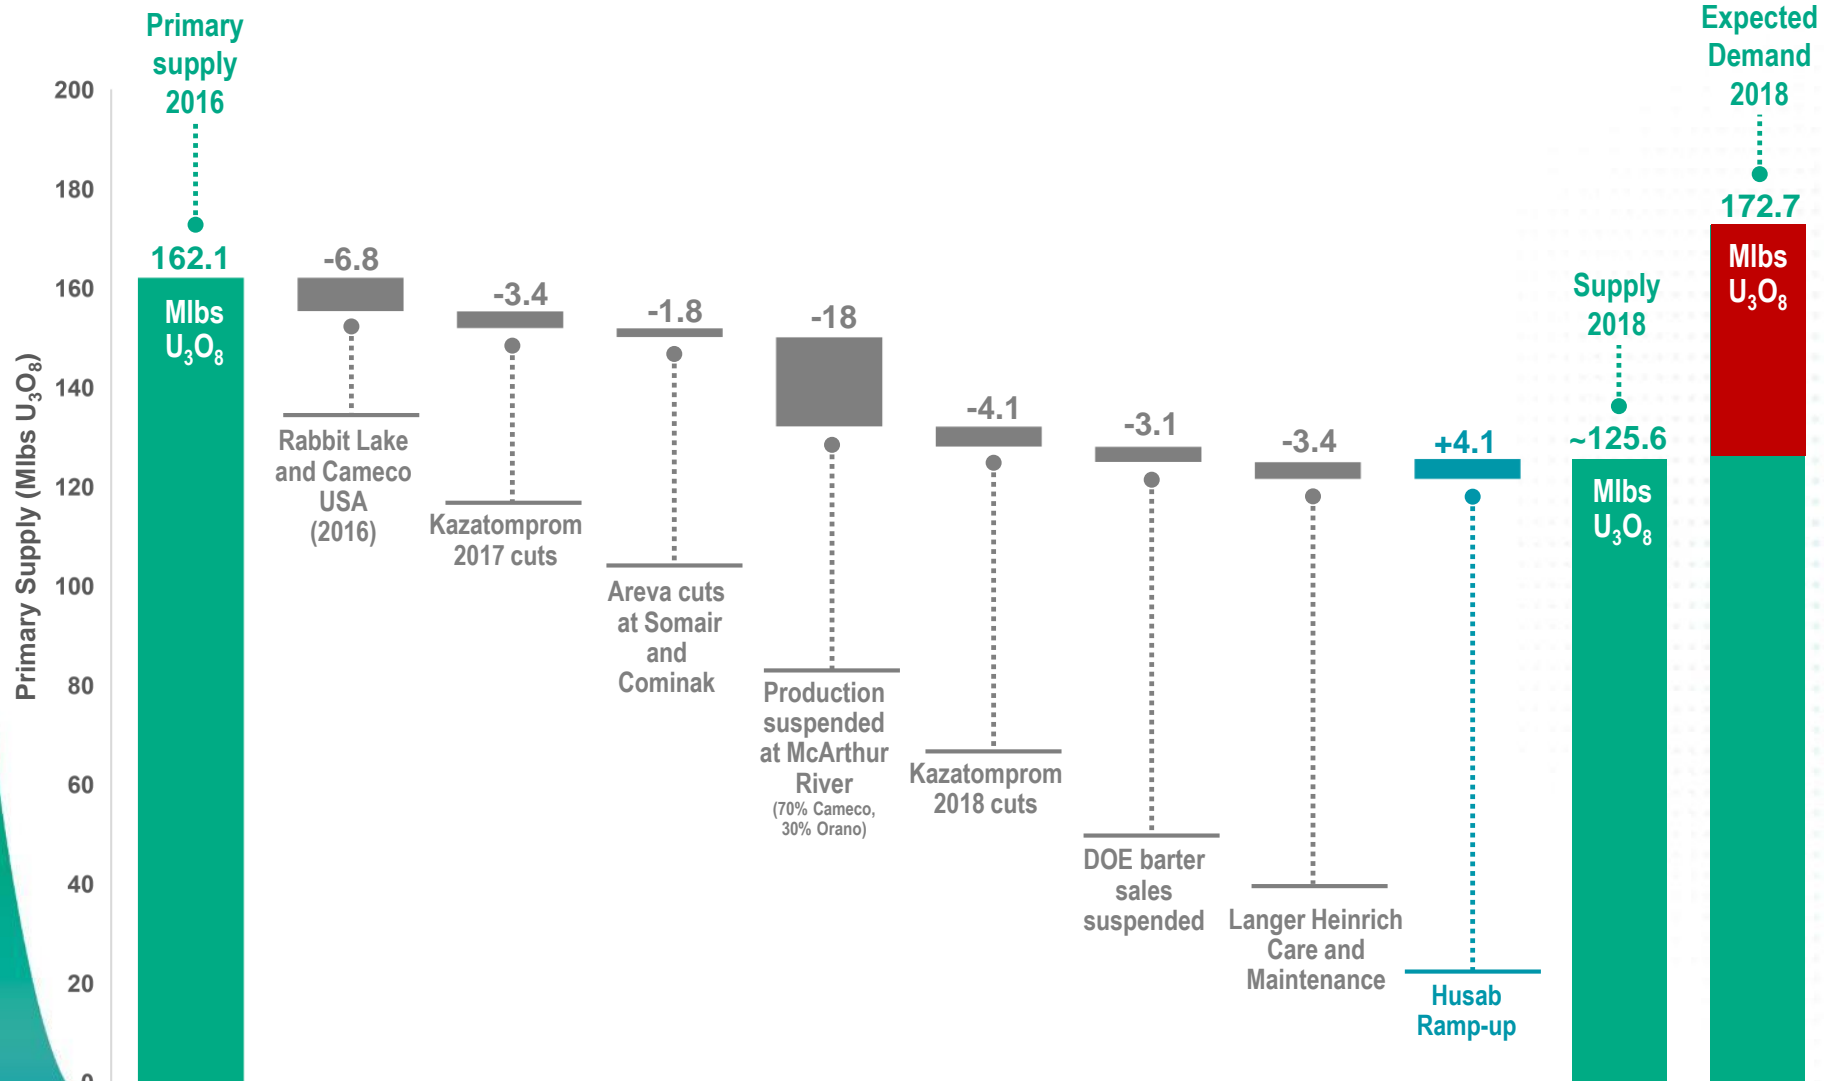 Primary
supply
2016
Expected
Demand
2018
Primary Supply (Mlbs U₃O₈)
200
180
160
140
120
100
80
60
40
20
0
162.1
Mlbs
U₃O₈
-6.8
Rabbit Lake
and Cameco
USA
(2016)
-3.4
Kazatomprom
2017 cuts
-1.8
Areva cuts
at Somair
and
Cominak
-18
Production
suspended
at McArthur
River
(70% Cameco,
30% Orano)
-4.1
Kazatomprom
2018 cuts
-3.1
DOE barter
sales
suspended
-3.4
Langer Heinrich
Care and
Maintenance
+4.1
Husab
Ramp-up
Supply
2018
~125.6
Mlbs
U₃O₈
172.7
Mlbs
U₃O₈